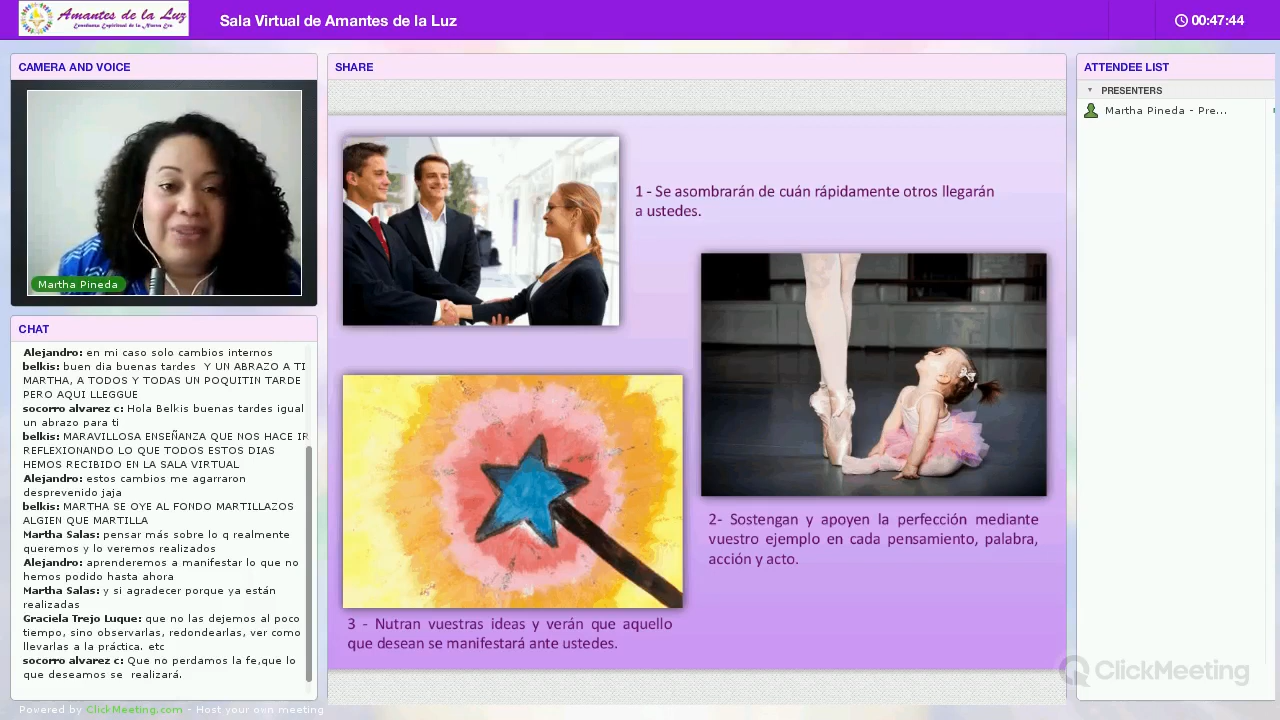 Amantes de la Luz
Enseñanza Espiritual de la Nueva Era
Sala Virtual de Amantes de la Luz
00:47:44
CAMERA AND VOICE
Martha Pineda
CHAT
Alejandro: en mi caso solo cambios internos
belkis: buen dia buenas tardes Y UN ABRAZO A TI
MARTHA, A TODOS Y TODAS UN POQUITIN TARDE
PERO AQUI LLEGGUE
socorro alvarez c: Hola Belkis buenas tardes igual
un abrazo para ti
belkis: MARAVILLOSA ENSEÑANZA QUE NOS HACE IR
REFLEXIONANDO LO QUE TODOS ESTOS DIAS
HEMOS RECIBIDO EN LA SALA VIRTUAL
Alejandro: estos cambios me agarraron
desprevenido jaja
belkis: MARTHA SE OYE AL FONDO MARTILLAZOS
ALGIEN QUE MARTILLA
Martha Salas: pensar más sobre lo q realmente
queremos y lo veremos realizados
Alejandro: aprenderemos a manifestar lo que no
hemos podido hasta ahora
Martha Salas: y si agradecer porque ya están
realizadas
Graciela Trejo Luque: que no las dejemos al poco
tiempo, sino observarlas, redondearlas, ver como
llevarlas a la práctica. etc
socorro alvarez c: Que no perdamos la fe,que lo
que deseamos se realizará.
Powered by ClickMeeting.com - Host your own meeting
SHARE
1 - Se asombrarán de cuán rápidamente otros llegarán
a ustedes.
2- Sostengan y apoyen la perfección mediante
vuestro ejemplo en cada pensamiento, palabra,
acción y acto.
3 - Nutran vuestras ideas y verán que aquello
que desean se manifestará ante ustedes.
ATTENDEE LIST
PRESENTERS
Martha Pineda - Pre...
ClickMeeting